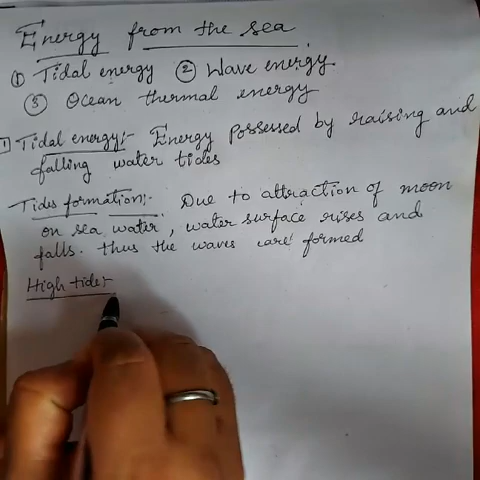 Energy from the sea
① Tidal energy ② Wave energy
③ Ocean thermal energy
1) Tidal energy:- Energy possessed by raising and
falling water tides
Tides formation:- Due to attraction of moon
on sea water, water surface rises and
falls. thus the waves are formed
High tide:-